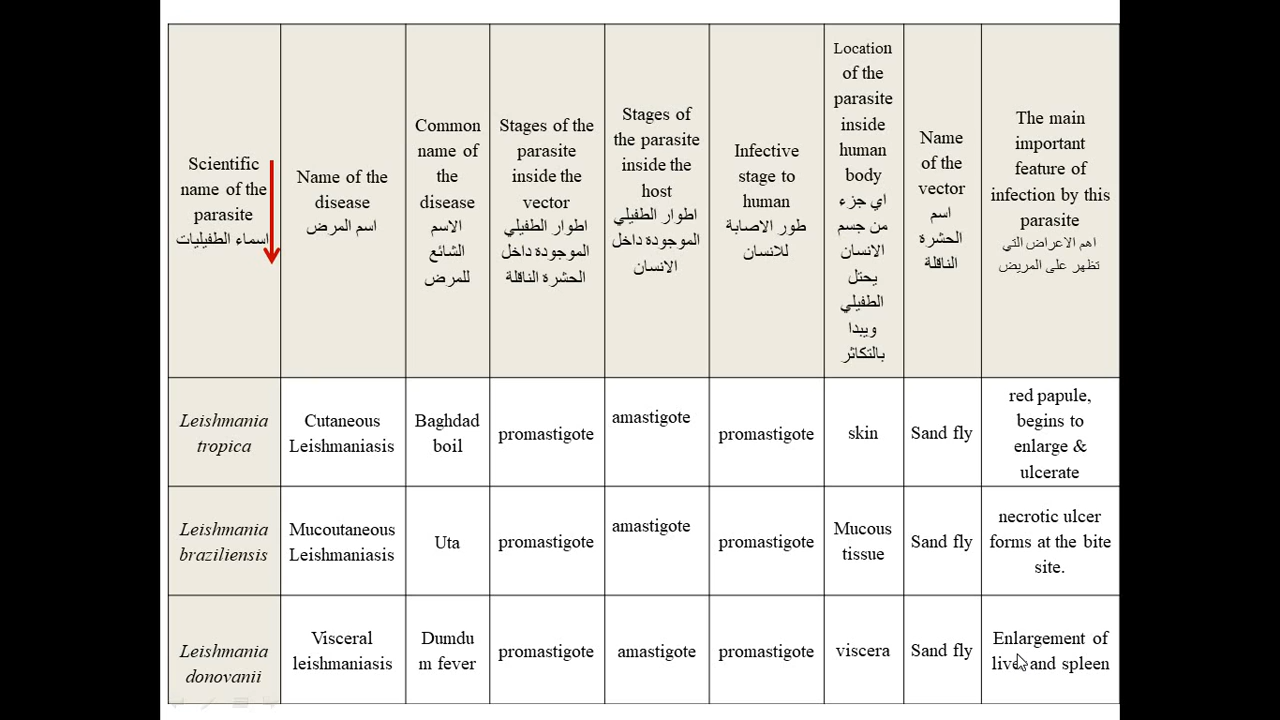 Scientific
name of the
parasite
اسماء الطفيليات
Name of the
disease
اسم المرض
Common
name of
the
disease
الاسم
الشائع
للمرض
Stages of the
parasite
inside the
vector
اطوار الطفيلي
الموجودة داخل
الحشرة الناقلة
Stages of
the parasite
inside the
host
اطوار الطفيلي
الموجودة داخل
الانسان
Infective
stage to
human
طور الاصابة
للانسان
Location
of the
parasite
inside
human
body
اي جزء
من جسم
الانسان
يحتل
الطفيلي
ويبدا
بالتكاثر
Name
of the
vector
اسم
الحشرة
الناقلة
The main
important
feature of
infection by this
parasite
اهم الاعراض التي
تظهر على المريض
Leishmania
tropica
Cutaneous
Leishmaniasis
Baghdad
boil
promastigote
amastigote
promastigote
skin
Sand fly
red papule,
begins to
enlarge &
ulcerate
Leishmania
braziliensis
Mucoutaneous
Leishmaniasis
Uta
promastigote
amastigote
promastigote
Mucous
tissue
Sand fly
necrotic ulcer
forms at the bite
site.
Leishmania
donovanii
Visceral
leishmaniasis
Dumdu
m fever
promastigote
amastigote
promastigote
viscera
Sand fly
Enlargement of
liver and spleen